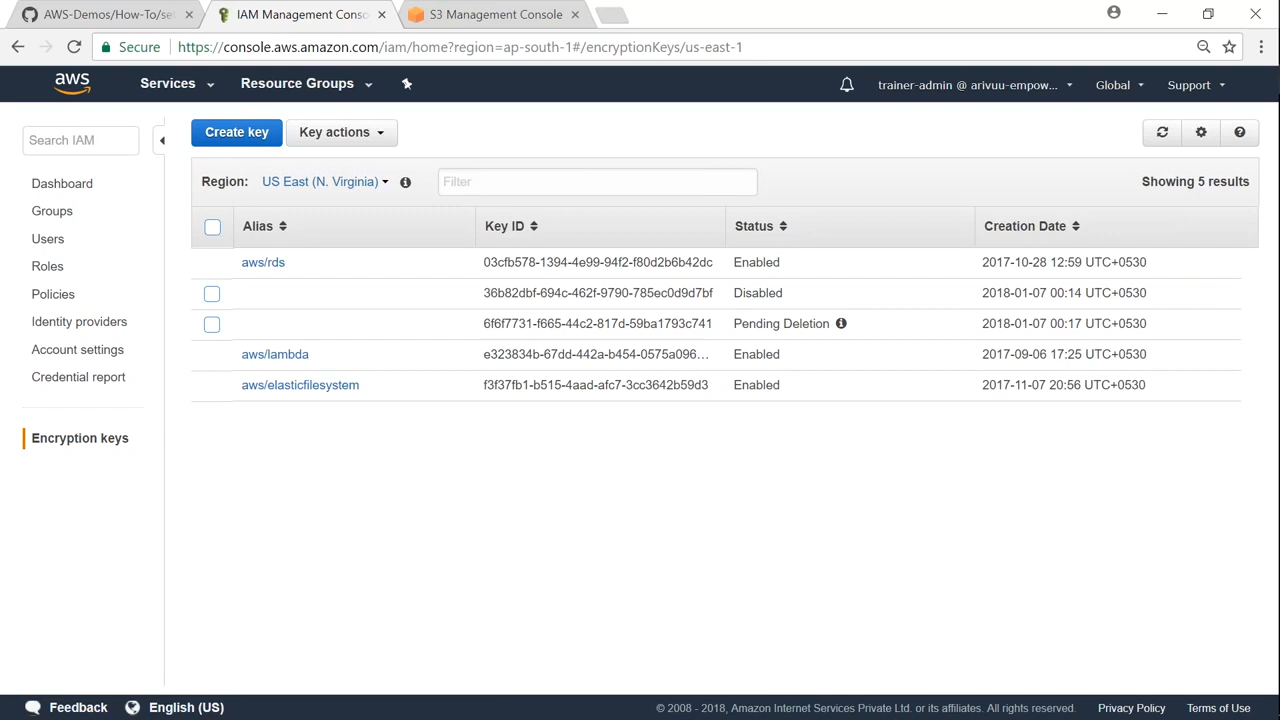 AWS-Demos/How-To/set
IAM Management Conso
S3 Management Console
Secure
https://console.aws.amazon.com/iam/home?region=ap-south-1#/encryptionKeys/us-east-1
aws
Services
Resource Groups
trainer-admin @ arivuu-empow...
Global
Support
Search IAM
Dashboard
Groups
Users
Roles
Policies
Identity providers
Account settings
Credential report
Encryption keys
Create key
Key actions
Region: US East (N. Virginia)
Filter
Showing 5 results
Alias Key ID Status Creation Date
aws/rds 03cfb578-1394-4e99-94f2-f80d2b6b42dc Enabled 2017-10-28 12:59 UTC+0530
36b82dbf-694c-462f-9790-785ec0d9d7bf Disabled 2018-01-07 00:14 UTC+0530
6f6f7731-f665-44c2-817d-59ba1793c741 Pending Deletion 2018-01-07 00:17 UTC+0530
aws/lambda e323834b-67dd-442a-b454-0575a096... Enabled 2017-09-06 17:25 UTC+0530
aws/elasticfilesystem f3f37fb1-b515-4aad-afc7-3cc3642b59d3 Enabled 2017-11-07 20:56 UTC+0530
Feedback
English (US)
© 2008 - 2018, Amazon Internet Services Private Ltd. or its affiliates. All rights reserved.
Privacy Policy
Terms of Use